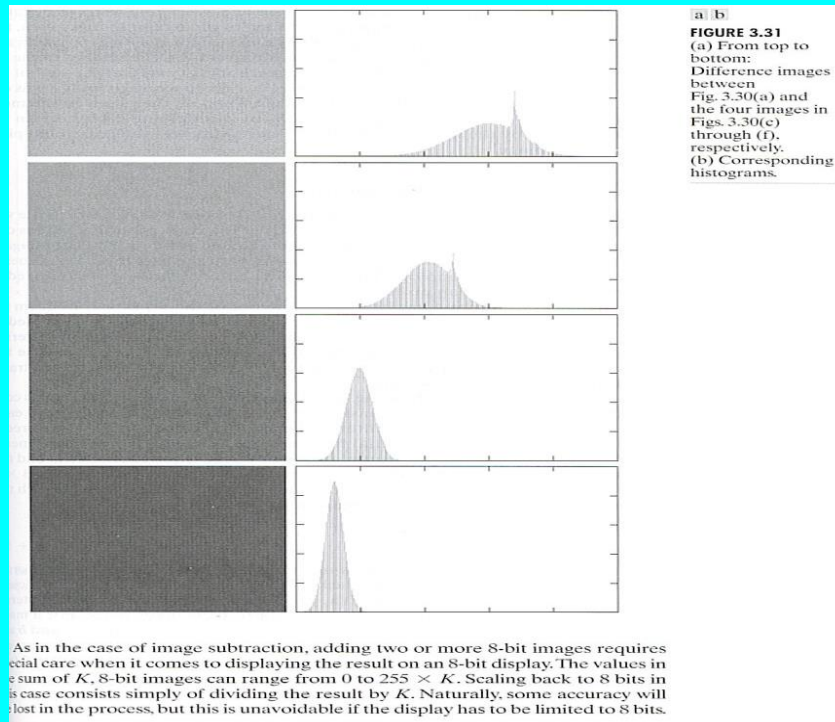 a b
FIGURE 3.31
(a) From top to
bottom:
Difference images
between
Fig. 3.30(a) and
the four images in
Figs. 3.30(c)
through (f),
respectively.
(b) Corresponding
histograms.
As in the case of image subtraction, adding two or more 8-bit images requires
ecial care when it comes to displaying the result on an 8-bit display. The values in
e sum of K, 8-bit images can range from 0 to 255 × K. Scaling back to 8 bits in
is case consists simply of dividing the result by K. Naturally, some accuracy will
lost in the process, but this is unavoidable if the display has to be limited to 8 bits.